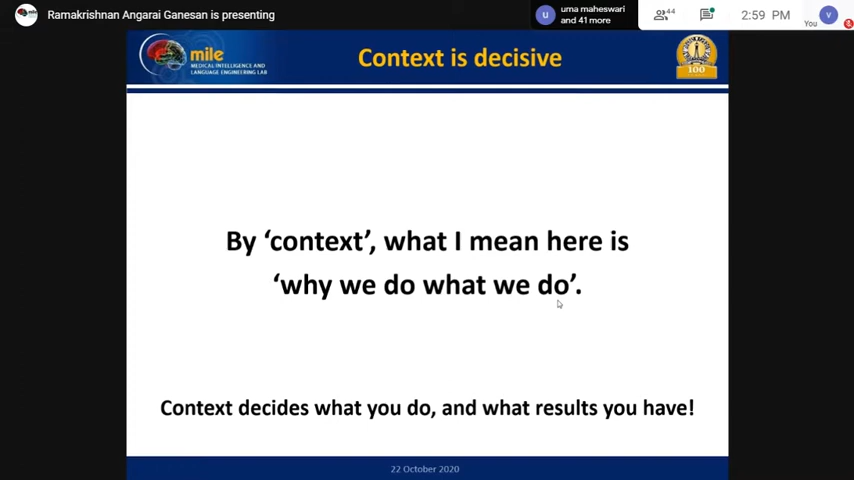 Ramakrishnan Angarai Ganesan is presenting
u
uma maheswari
and 41 more
44
2:59 PM
You
V
mile
MEDICAL INTELLIGENCE AND
LANGUAGE ENGINEERING LAB
Context is decisive
100
By ‘context’, what I mean here is
‘why we do what we do’.
Context decides what you do, and what results you have!
22 October 2020